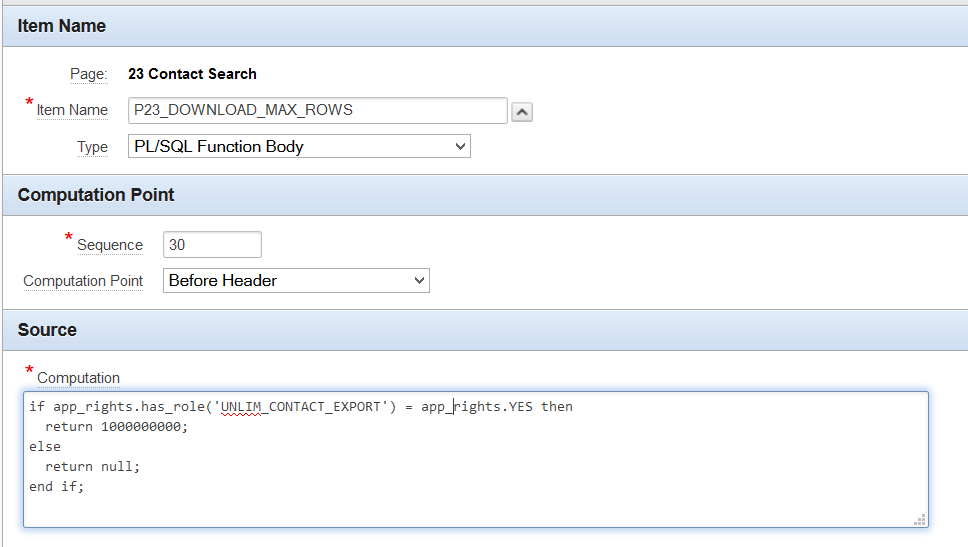 Item Name
Page: 23 Contact Search
* Item Name P23_DOWNLOAD_MAX_ROWS
Type PL/SQL Function Body
Computation Point
* Sequence 30
Computation Point Before Header
Source
* Computation
if app_rights.has_role('UNLIM_CONTACT_EXPORT') = app_rights.YES then
  return 1000000000;
else
  return null;
end if;